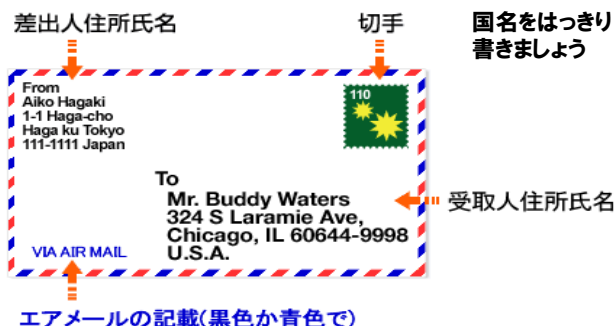 差出人住所氏名
切手
国名をはっきり
書きましょう
From
Aiko Hagaki
1-1 Haga-cho
Haga ku Tokyo
111-1111 Japan
110
To
Mr. Buddy Waters
324 S Laramie Ave,
Chicago, IL 60644-9998
U.S.A.
受取人住所氏名
VIA AIR MAIL
エアメールの記載(黒色か青色で)